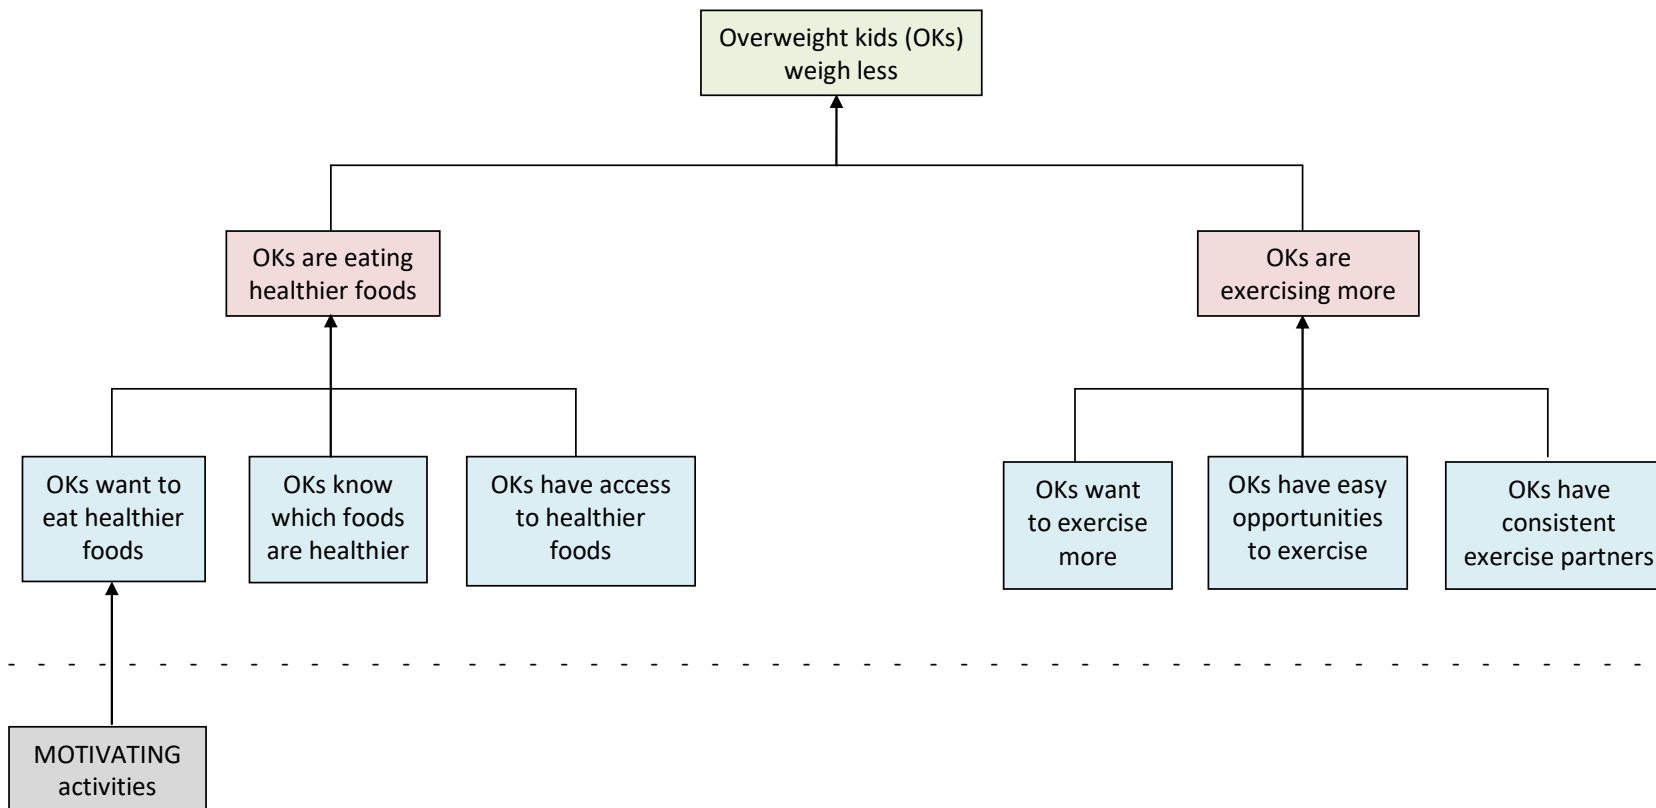 Overweight kids (OKs)
weigh less
OKs are eating
healthier foods
OKs are
exercising more
OKs want to
eat healthier
foods
OKs know
which foods
are healthier
OKs have access
to healthier
foods
OKs want
to exercise
more
OKs have easy
opportunities
to exercise
OKs have
consistent
exercise partners
MOTIVATING
activities